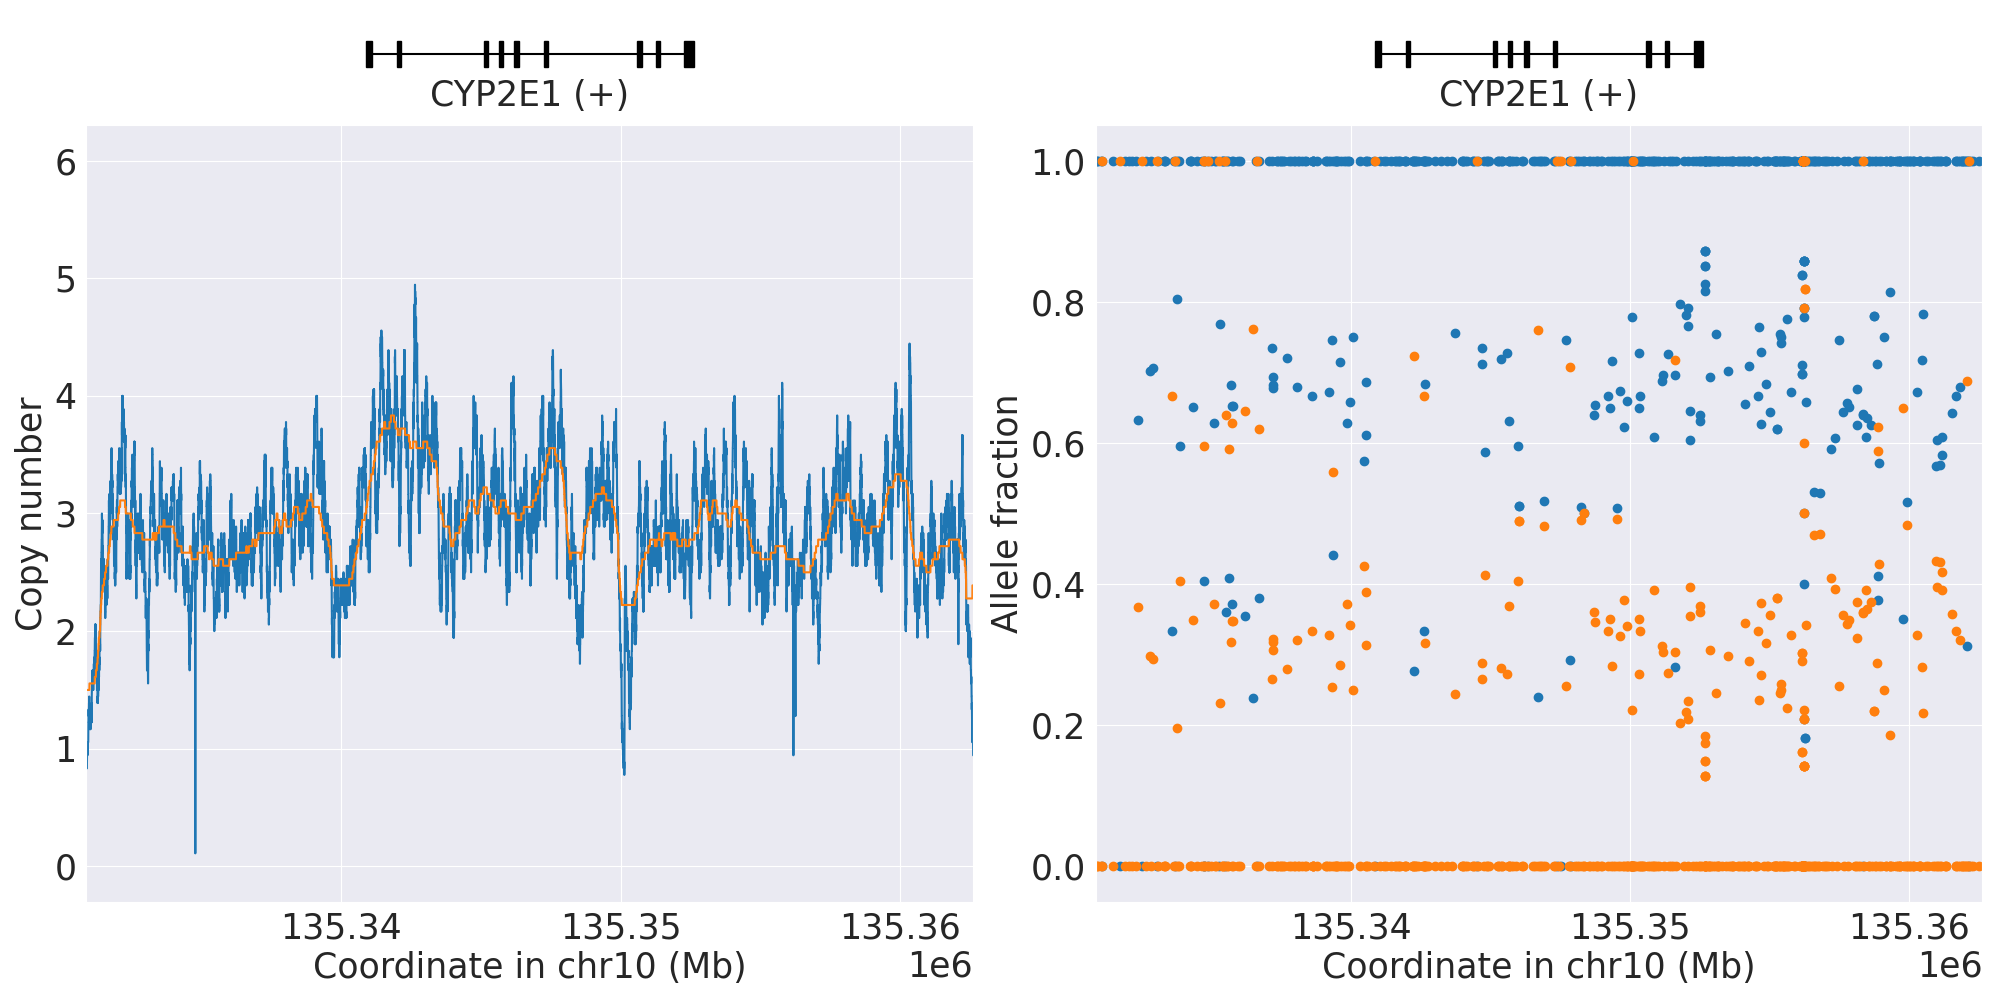 CYP2E1 (+)
6
5
4
3
2
1
0
Copy number
135.34 135.35 135.36
Coordinate in chr10 (Mb) 1e6
CYP2E1 (+)
1.0
0.8
0.6
0.4
0.2
0.0
Allele fraction
135.34 135.35 135.36
Coordinate in chr10 (Mb) 1e6